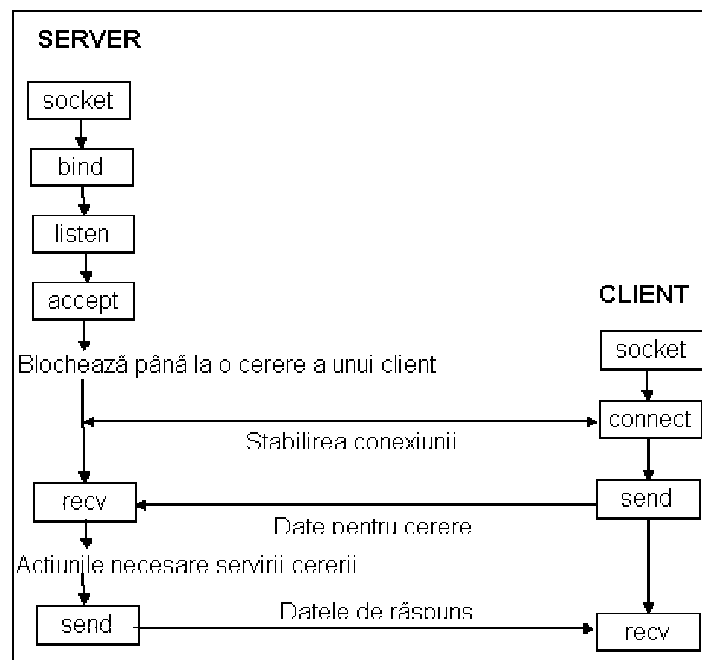 SERVER
socket
bind
listen
accept
CLIENT
Blochează până la o cerere a unui client
socket
connect
Stabilirea conexiunii
recv
send
Date pentru cerere
Actiunile necesare servirii cererii
send
Datele de răspuns
recv